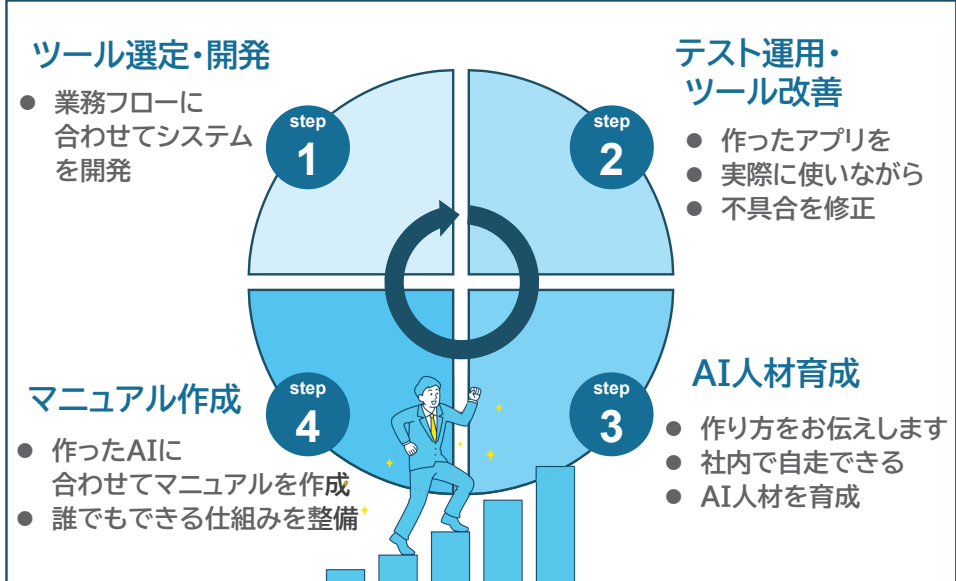 ツール選定・開発
● 業務フローに
合わせてシステム
を開発
step
1
テスト運用・
ツール改善
● 作ったアプリを
● 実際に使いながら
● 不具合を修正
step
2
AI人材育成
● 作り方をお伝えします
● 社内で自走できる
● AI人材を育成
step
3
マニュアル作成
● 作ったAIに
合わせてマニュアルを作成
● 誰でもできる仕組みを整備
step
4